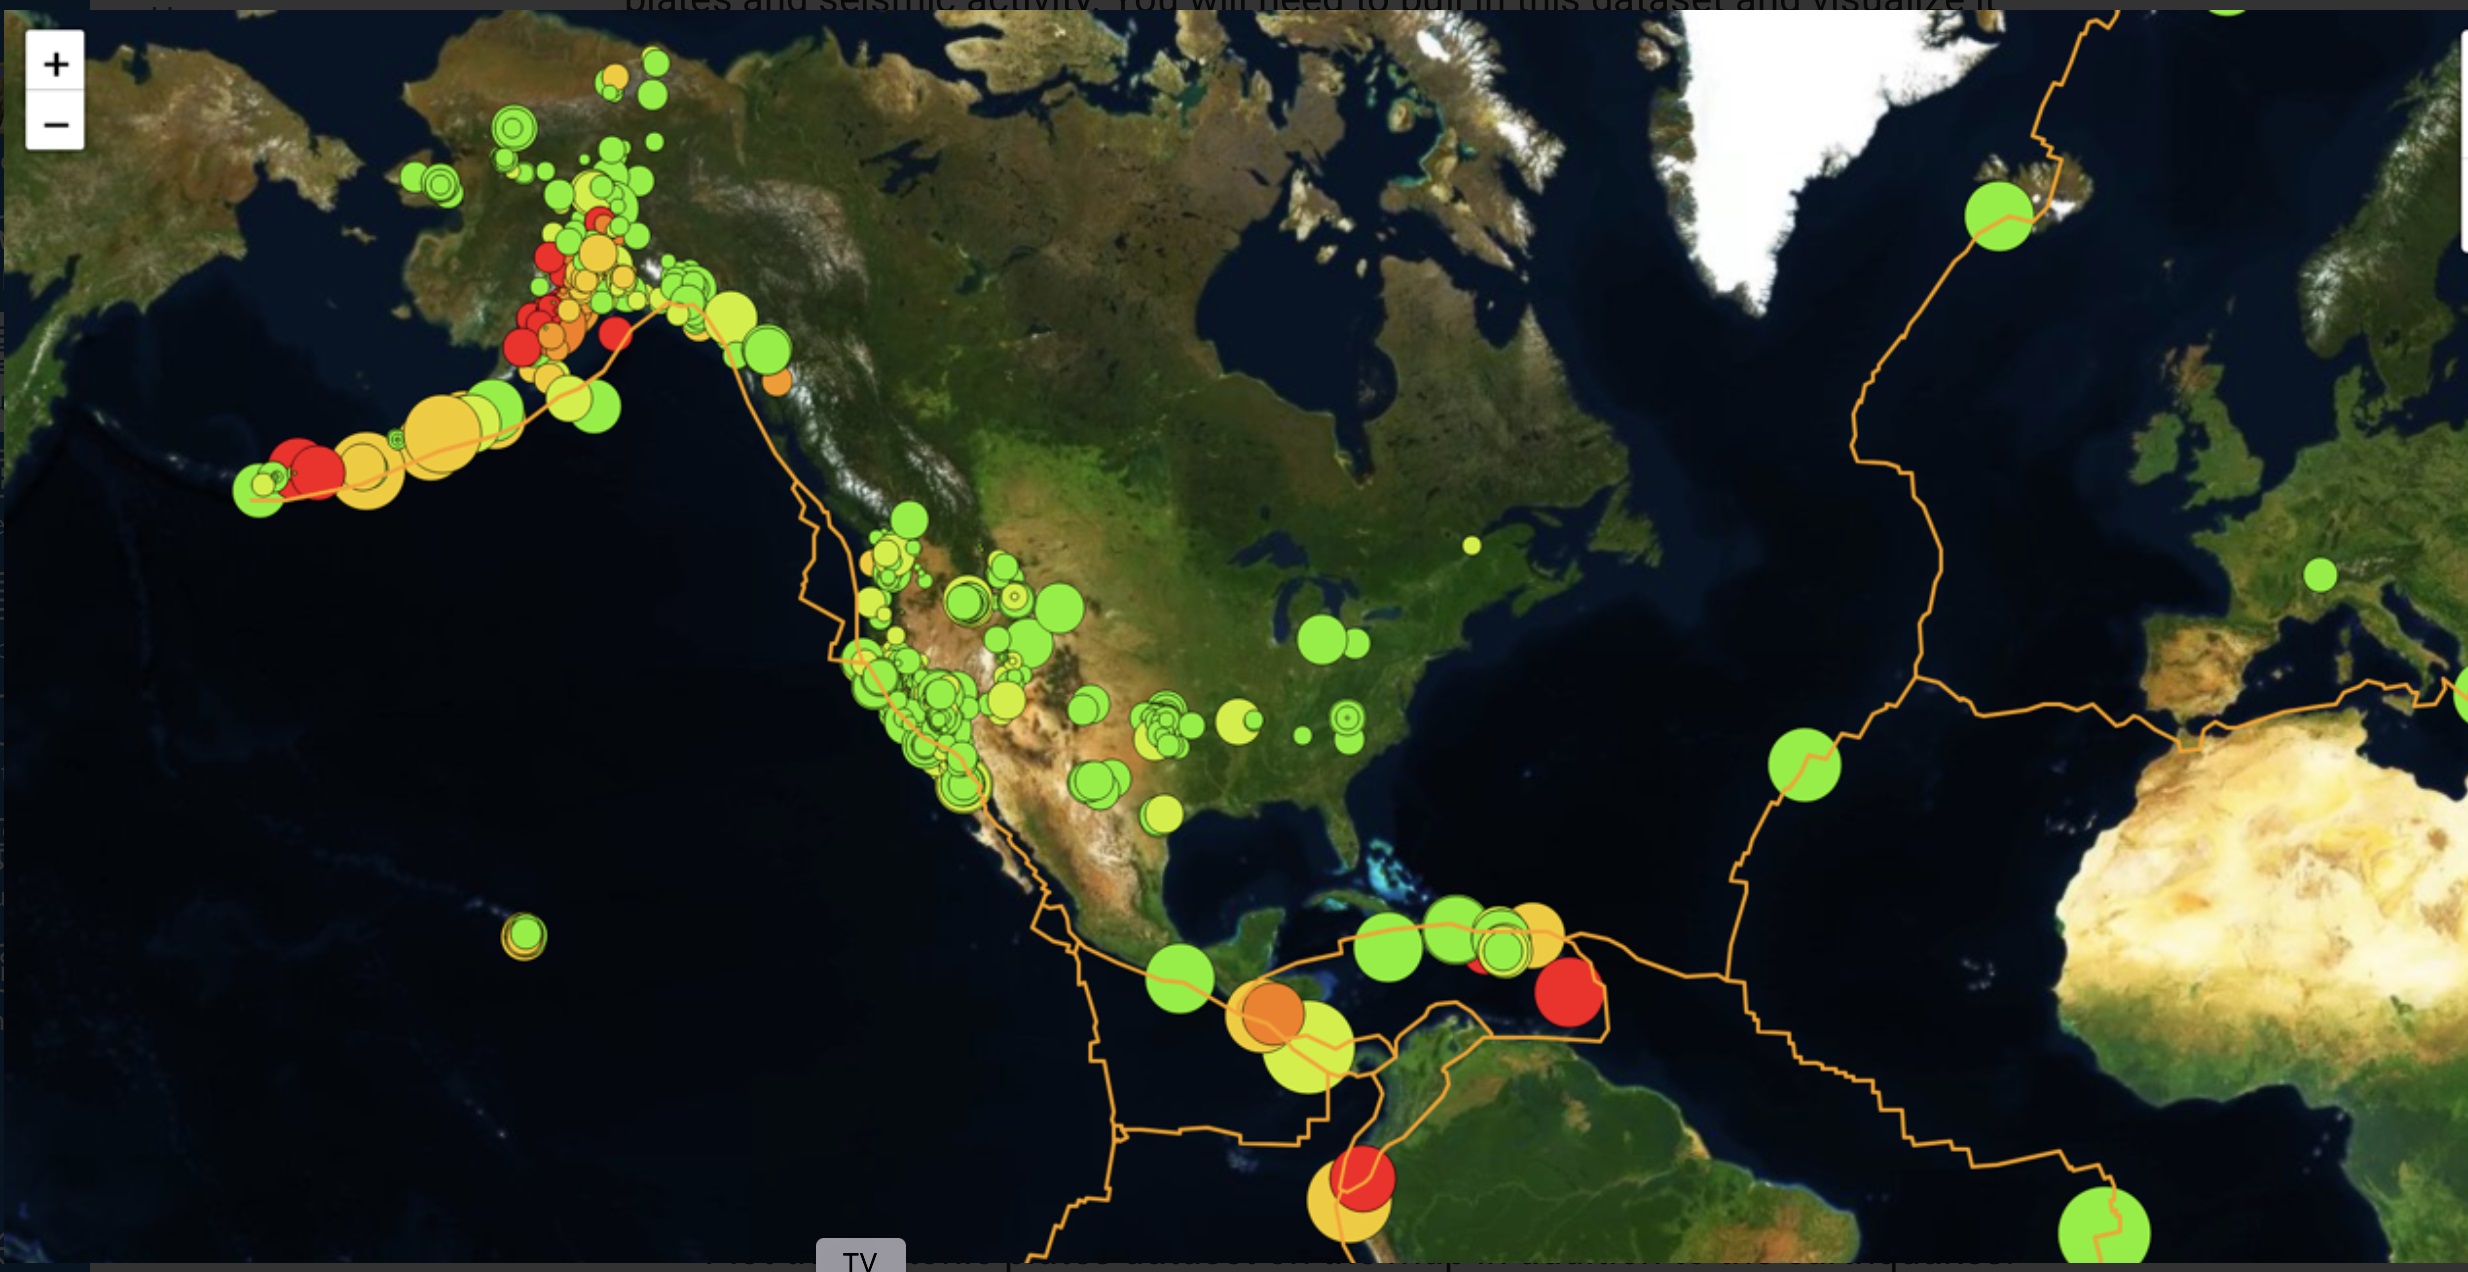 plates and seismic activity. You will need to pull in this dataset and visualize it
+
−
TV